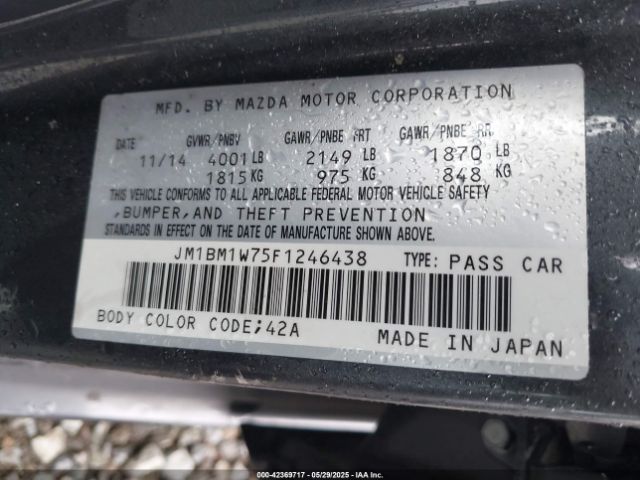 MFD. BY MAZDA MOTOR CORPORATION
DATE GVWR/PNBV GAWR/PNBE FRT GAWR/PNBE RR
11/14 4001 LB 2149 LB 1870 LB
1815 KG 975 KG 848 KG
THIS VEHICLE CONFORMS TO ALL APPLICABLE FEDERAL MOTOR VEHICLE SAFETY
,BUMPER,AND THEFT PREVENTION
STANDARDS IN EFFECT ON THE DATE OF MANUFACTURE SHOWN ABOVE.
JM1BM1W75F1246438 TYPE: PASS CAR
BODY COLOR CODE;42A MADE IN JAPAN
000-42369717 05/29/2025 Copyright © 2025, IAA, Inc.